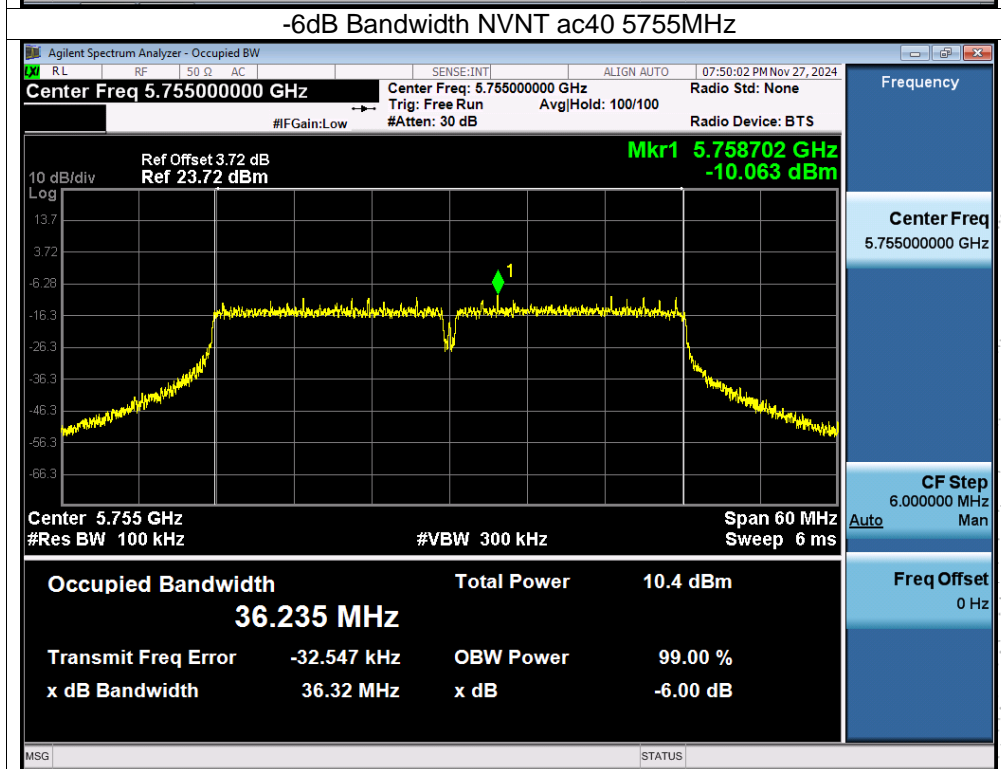 -6dB Bandwidth NVNT ac40 5755MHz
Agilent Spectrum Analyzer - Occupied BW
LXI RL RF 50 Ω AC SENSE:INT ALIGN AUTO 07:50:02 PM Nov 27, 2024
Center Freq 5.755000000 GHz
Center Freq: 5.755000000 GHz Radio Std: None
Trig: Free Run Avg|Hold: 100/100
#IFGain:Low #Atten: 30 dB Radio Device: BTS
Mkr1 5.758702 GHz
-10.063 dBm
Ref Offset 3.72 dB
10 dB/div Ref 23.72 dBm
Log
13.7
3.72
-6.28
-16.3
-26.3
-36.3
-46.3
-56.3
-66.3
1
Center 5.755 GHz Span 60 MHz
#Res BW 100 kHz #VBW 300 kHz Sweep 6 ms
Occupied Bandwidth Total Power 10.4 dBm
36.235 MHz
Transmit Freq Error -32.547 kHz OBW Power 99.00 %
x dB Bandwidth 36.32 MHz x dB -6.00 dB
MSG STATUS
Frequency
Center Freq
5.755000000 GHz
CF Step
6.000000 MHz
Auto Man
Freq Offset
0 Hz